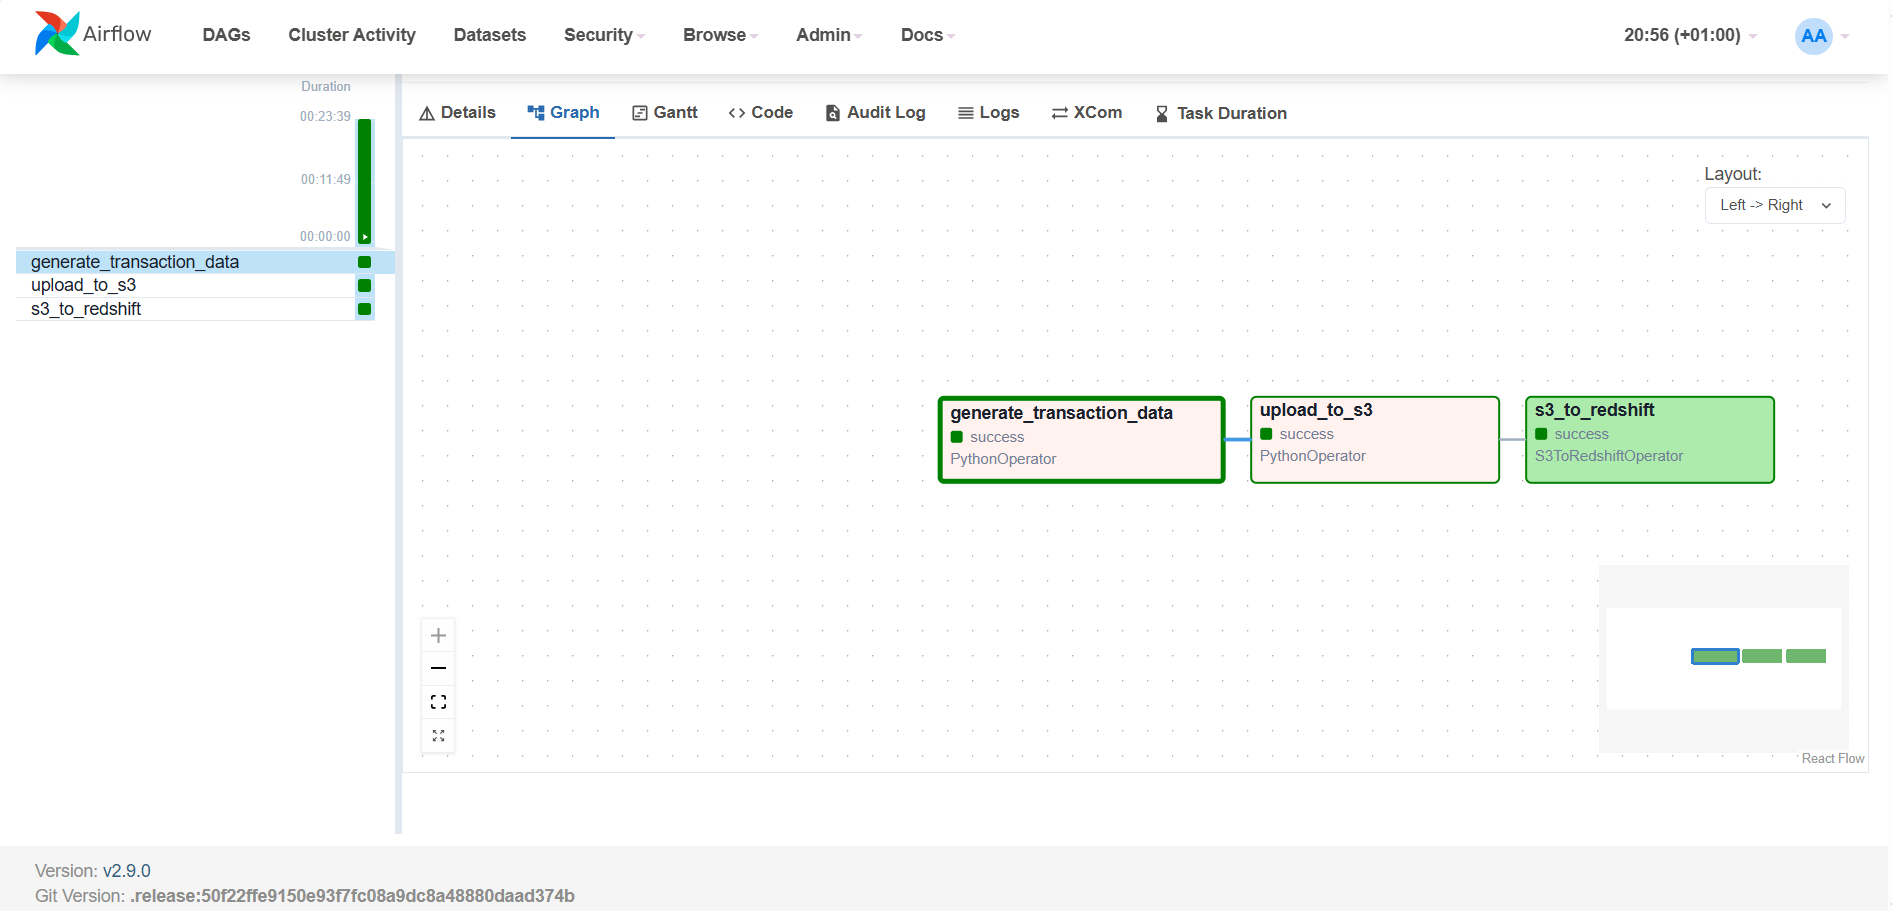 Airflow
DAGs
Cluster Activity
Datasets
Security
Browse
Admin
Docs
20:56 (+01:00)
AA
Duration
00:23:39
00:11:49
00:00:00
generate_transaction_data
upload_to_s3
s3_to_redshift
Details
Graph
Gantt
Code
Audit Log
Logs
XCom
Task Duration
Layout:
Left -> Right
generate_transaction_data
success
PythonOperator
upload_to_s3
success
PythonOperator
s3_to_redshift
success
S3ToRedshiftOperator
React Flow
Version: v2.9.0
Git Version: .release:50f22ffe9150e93f7fc08a9dc8a48880daad374b